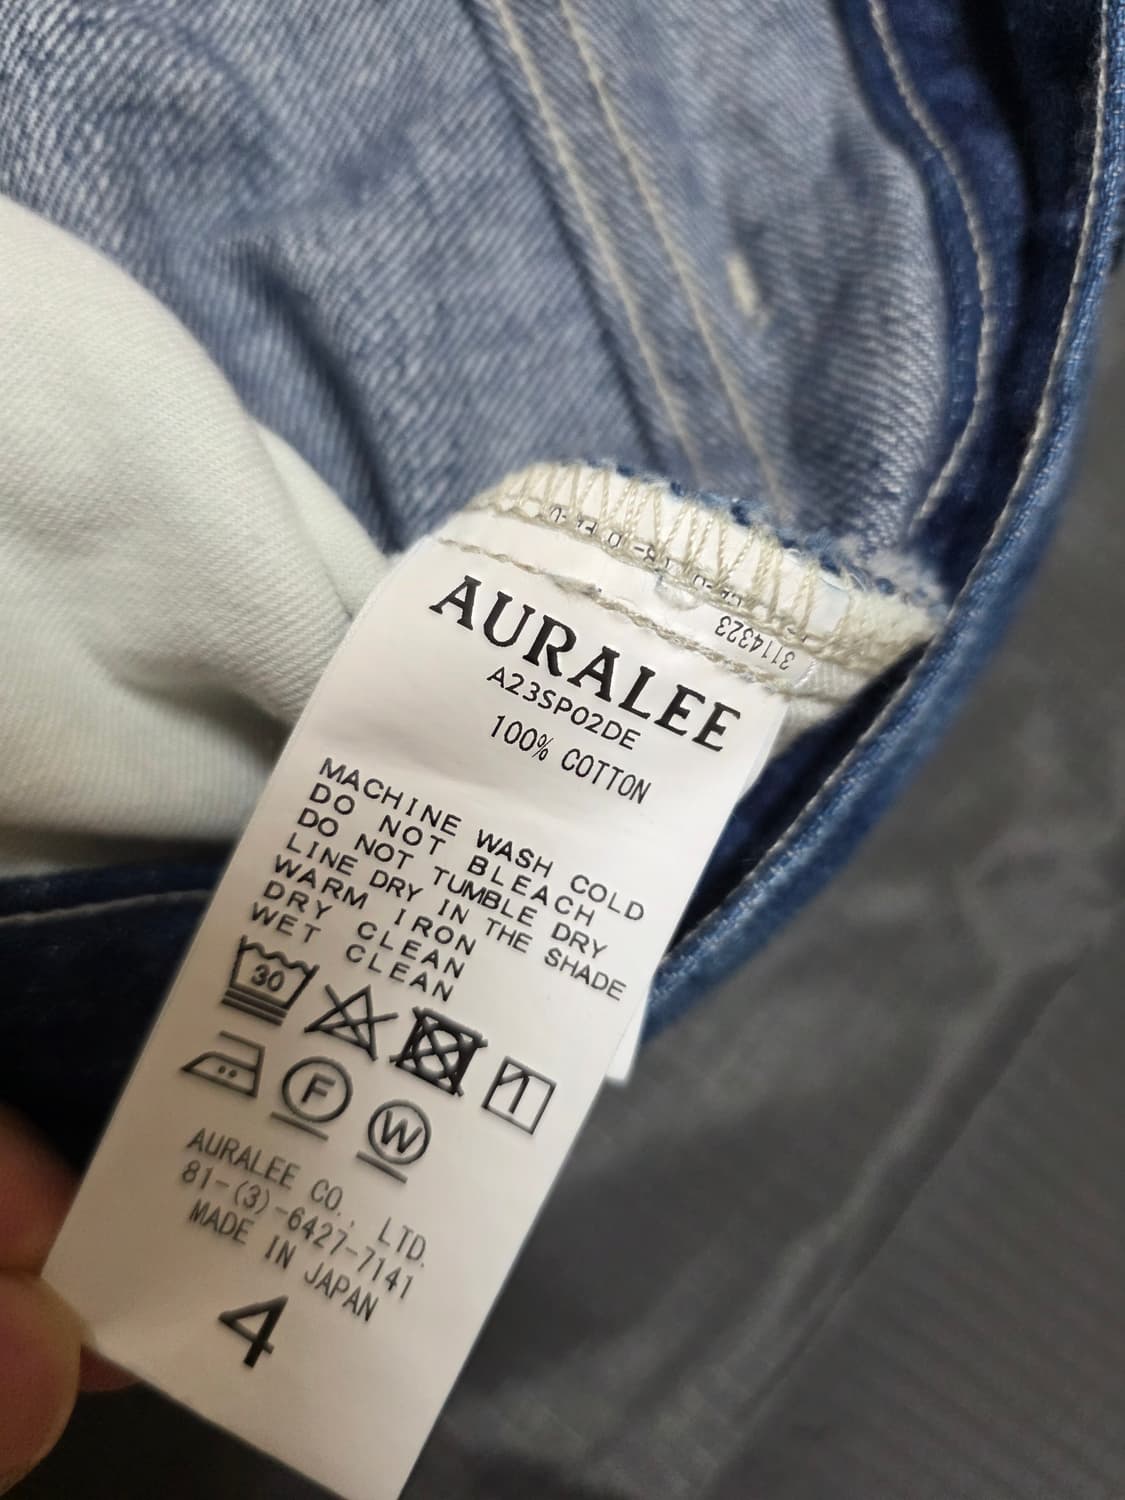 3114323
AURALEE
A23SP02DE
100% COTTON
MACHINE WASH COLD
DO NOT BLEACH
DO NOT TUMBLE DRY
LINE DRY IN THE SHADE
WARM IRON
DRY CLEAN
WET CLEAN
30
F W
AURALEE CO., LTD.
81-(3)-6427-7141
MADE IN JAPAN
4